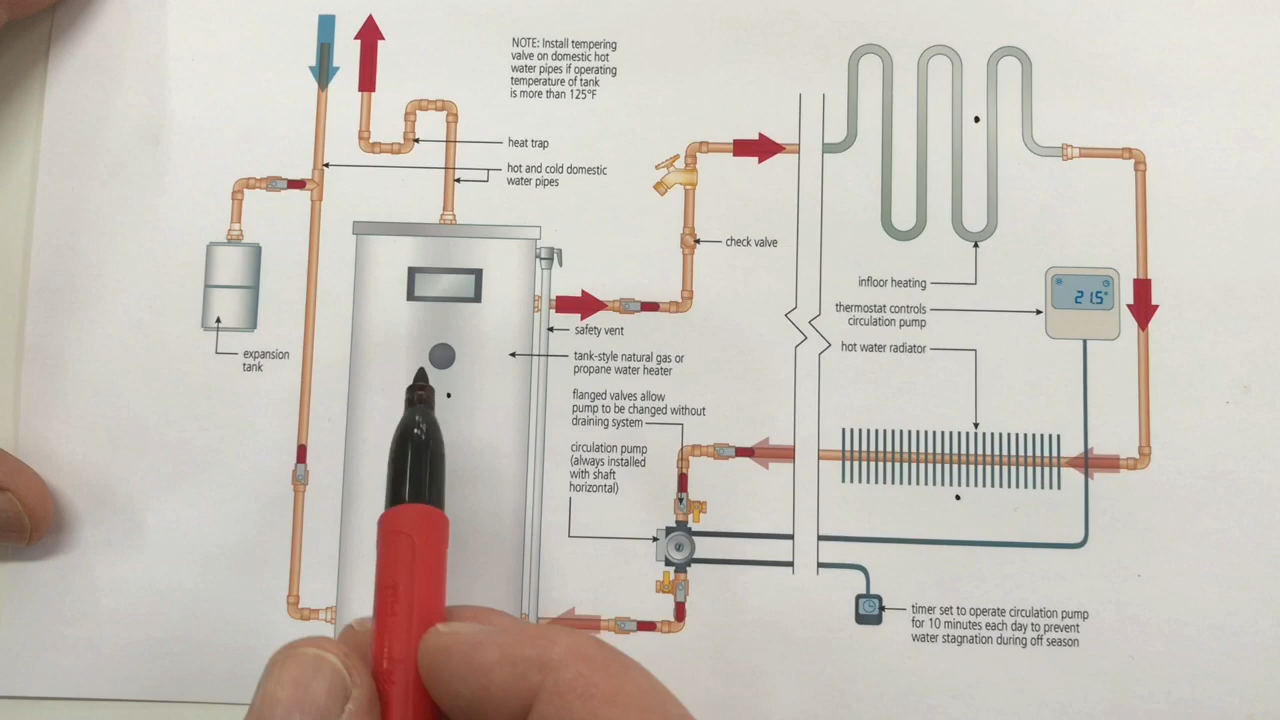 NOTE: Install tempering
valve on domestic hot
water pipes if operating
temperature of tank
is more than 125°F
heat trap
hot and cold domestic
water pipes
check valve
infloor heating
thermostat controls
circulation pump
21.5°
hot water radiator
safety vent
expansion
tank
tank-style natural gas or
propane water heater
flanged valves allow
pump to be changed without
draining system
circulation pump
(always installed
with shaft
horizontal)
timer set to operate circulation pump
for 10 minutes each day to prevent
water stagnation during off season